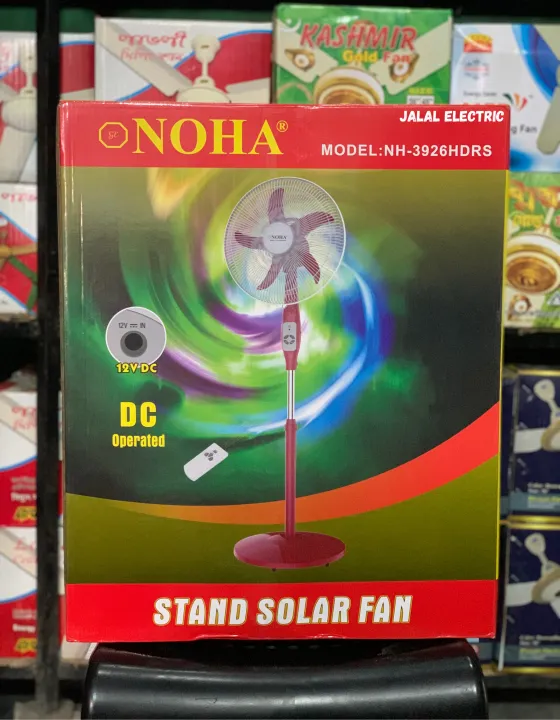 KASHMIR
Gold Fan
JALAL ELECTRIC
NOHA®
MODEL:NH-3926HDRS
NOHA
12V ⎓ IN
12V DC
DC
Operated
STAND SOLAR FAN